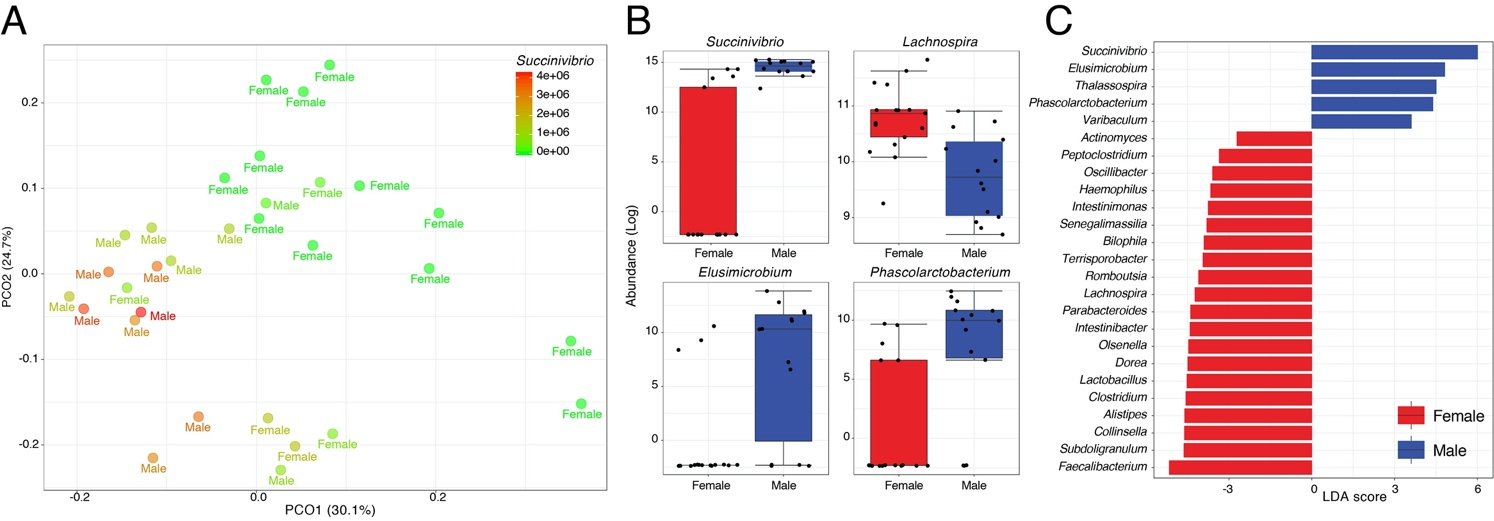 A
Succinivibrio
4e+06
3e+06
2e+06
1e+06
0e+00
Female
Female
Female
Female
Female
Female
Female
Male
Female
Female
Male
Male
Male
Female
Female
Male
Male
Male
Female
Male
Male
Male
Male
Female
Female
Male
Female
Female
Female
Male
Male
0.2
0.1
0.0
-0.1
-0.2
PCO2 (24.7%)
-0.2
0.0
0.2
PCO1 (30.1%)
B
Abundance (Log)
Succinivibrio
15
10
5
0
Female
Male
Lachnospira
11
10
9
Female
Male
Elusimicrobium
10
5
0
Female
Male
Phascolarctobacterium
10
5
0
Female
Male
C
Succinivibrio
Elusimicrobium
Thalassospira
Phascolarctobacterium
Varibaculum
Actinomyces
Peptoclostridium
Oscillibacter
Haemophilus
Intestinimonas
Senegalimassilia
Bilophila
Terrisporobacter
Romboutsia
Lachnospira
Parabacteroides
Intestinibacter
Olsenella
Dorea
Lactobacillus
Clostridium
Alistipes
Collinsella
Subdoligranulum
Faecalibacterium
Female
Male
-3
0
3
6
LDA score